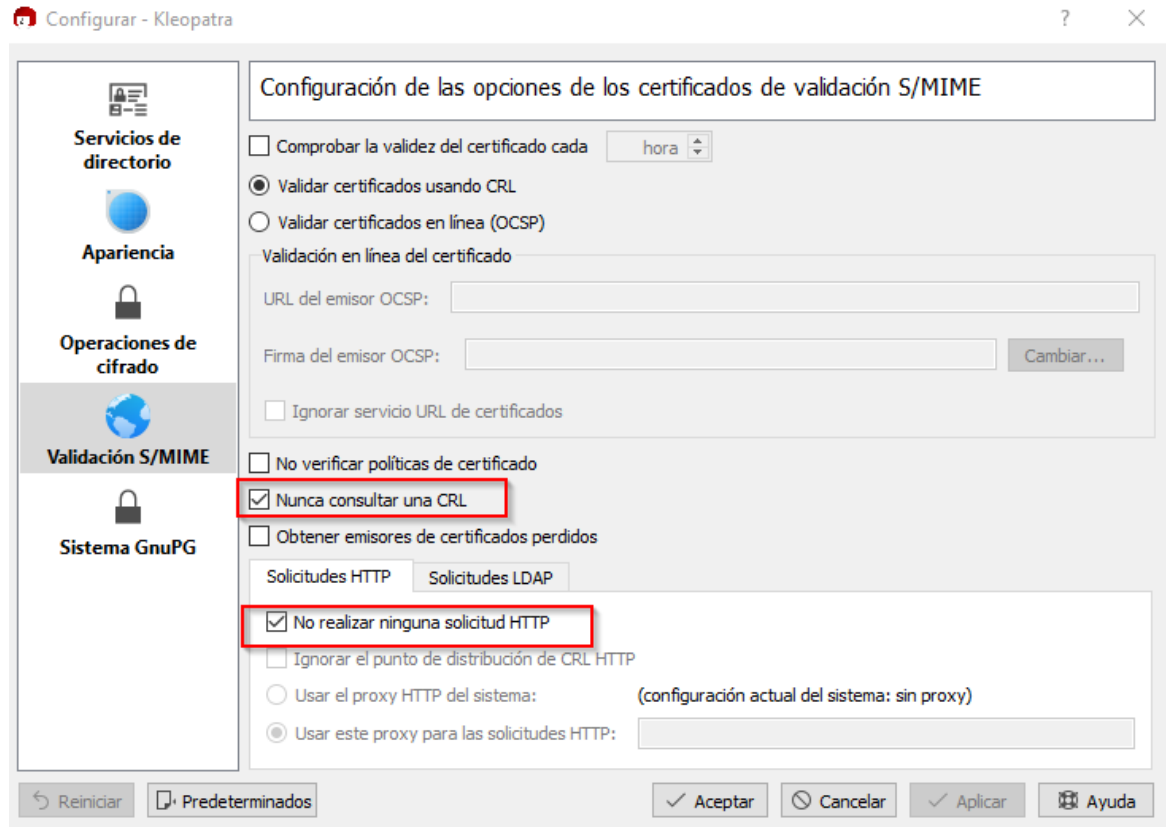 Configurar - Kleopatra
?
Servicios de
directorio
Apariencia
Operaciones de
cifrado
Validación S/MIME
Sistema GnuPG
Configuración de las opciones de los certificados de validación S/MIME
Comprobar la validez del certificado cada hora
Validar certificados usando CRL
Validar certificados en línea (OCSP)
Validación en línea del certificado
URL del emisor OCSP:
Firma del emisor OCSP: Cambiar...
Ignorar servicio URL de certificados
No verificar políticas de certificado
Nunca consultar una CRL
Obtener emisores de certificados perdidos
Solicitudes HTTP Solicitudes LDAP
No realizar ninguna solicitud HTTP
Ignorar el punto de distribución de CRL HTTP
Usar el proxy HTTP del sistema: (configuración actual del sistema: sin proxy)
Usar este proxy para las solicitudes HTTP:
Reiniciar Predeterminados Aceptar Cancelar Aplicar Ayuda